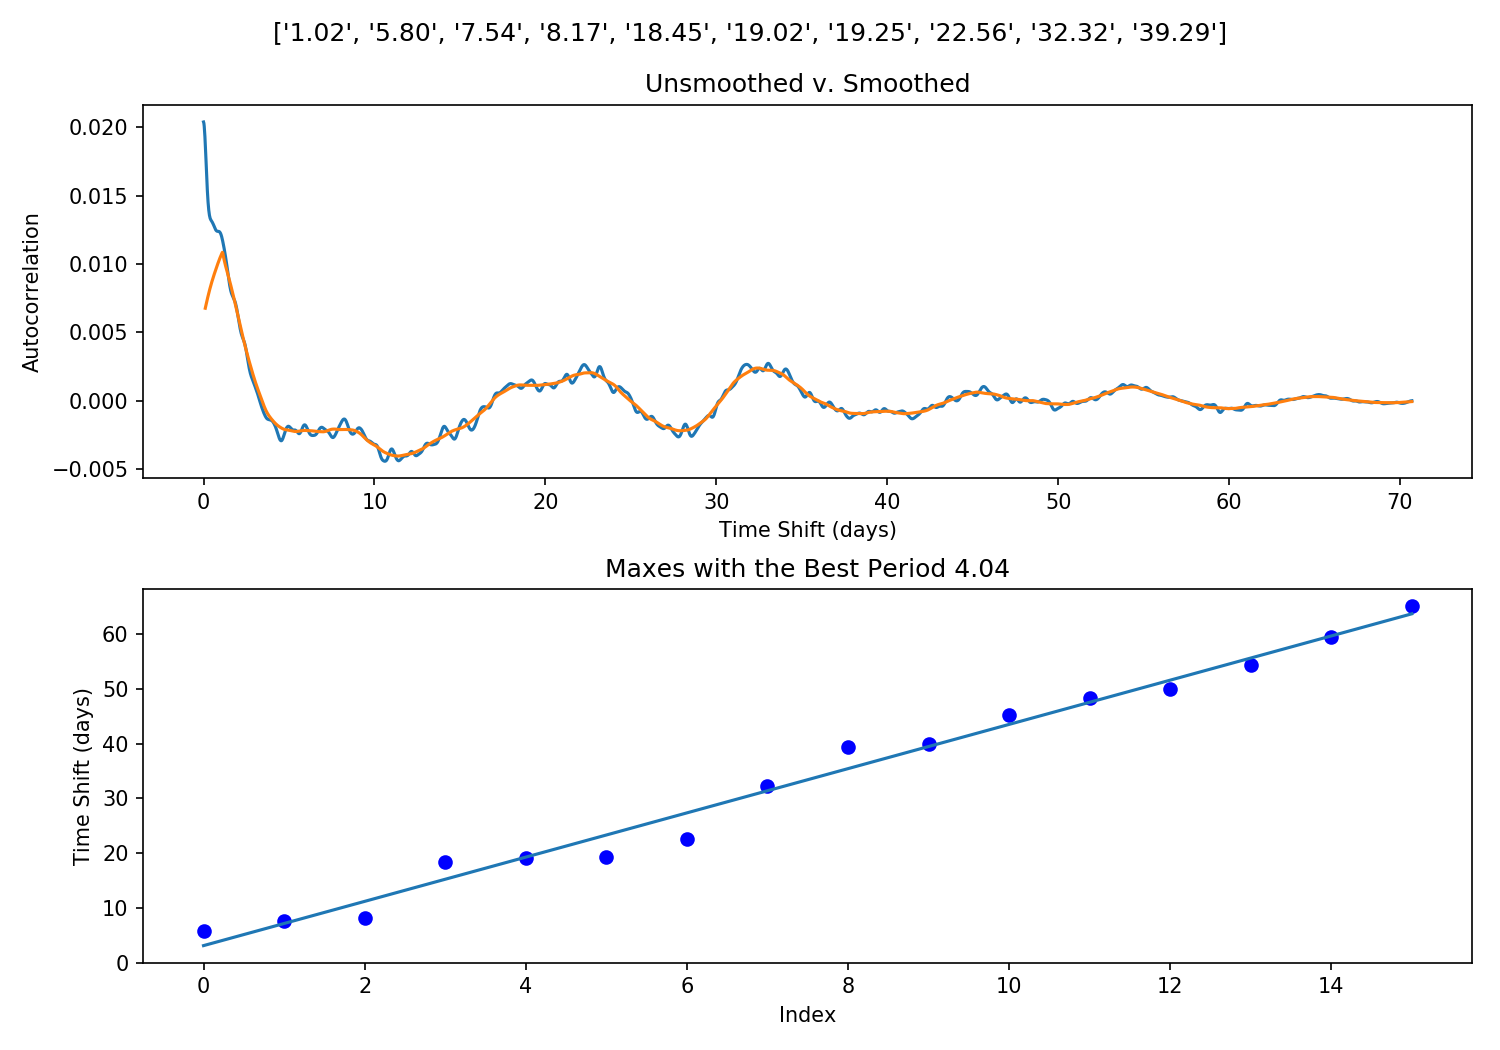 ['1.02', '5.80', '7.54', '8.17', '18.45', '19.02', '19.25', '22.56', '32.32', '39.29']
Unsmoothed v. Smoothed
Autocorrelation
0.020
0.015
0.010
0.005
0.000
−0.005
0 10 20 30 40 50 60 70
Time Shift (days)
Maxes with the Best Period 4.04
Time Shift (days)
60
50
40
30
20
10
0
0 2 4 6 8 10 12 14
Index